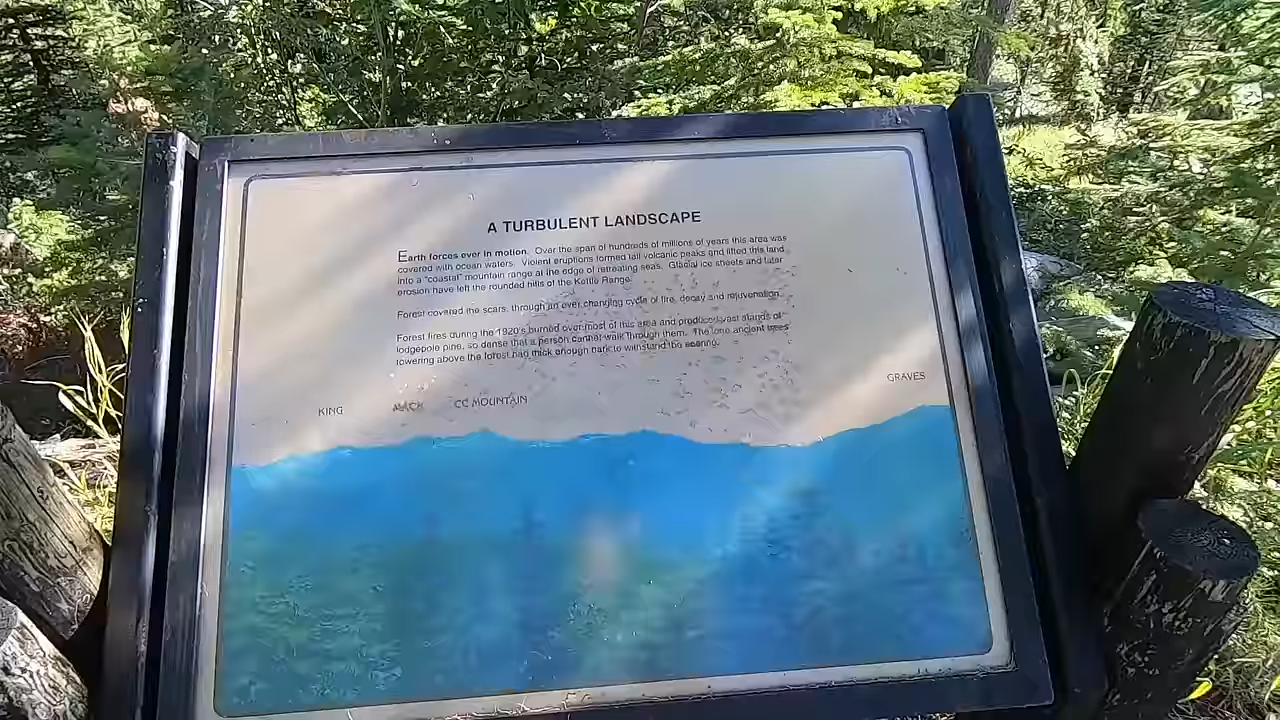 A TURBULENT LANDSCAPE
Earth forces ever in motion. Over the span of hundreds of millions of years this area was
covered with ocean waters. Violent eruptions formed tall volcanic peaks and lifted this land
into a "coastal" mountain range at the edge of retreating seas. Glacial ice sheets and later
erosion have left the rounded hills of the Kettle Range.
Forest covered the scars, through an ever changing cycle of fire, decay and rejuvenation.
Forest fires during the 1920's burned over most of this area and produced vast stands of
lodgepole pine, so dense that a person cannot walk through them. The lone ancient trees
towering above the forest had thick enough bark to withstand the searing.
GRAVES
KING
CC MOUNTAIN